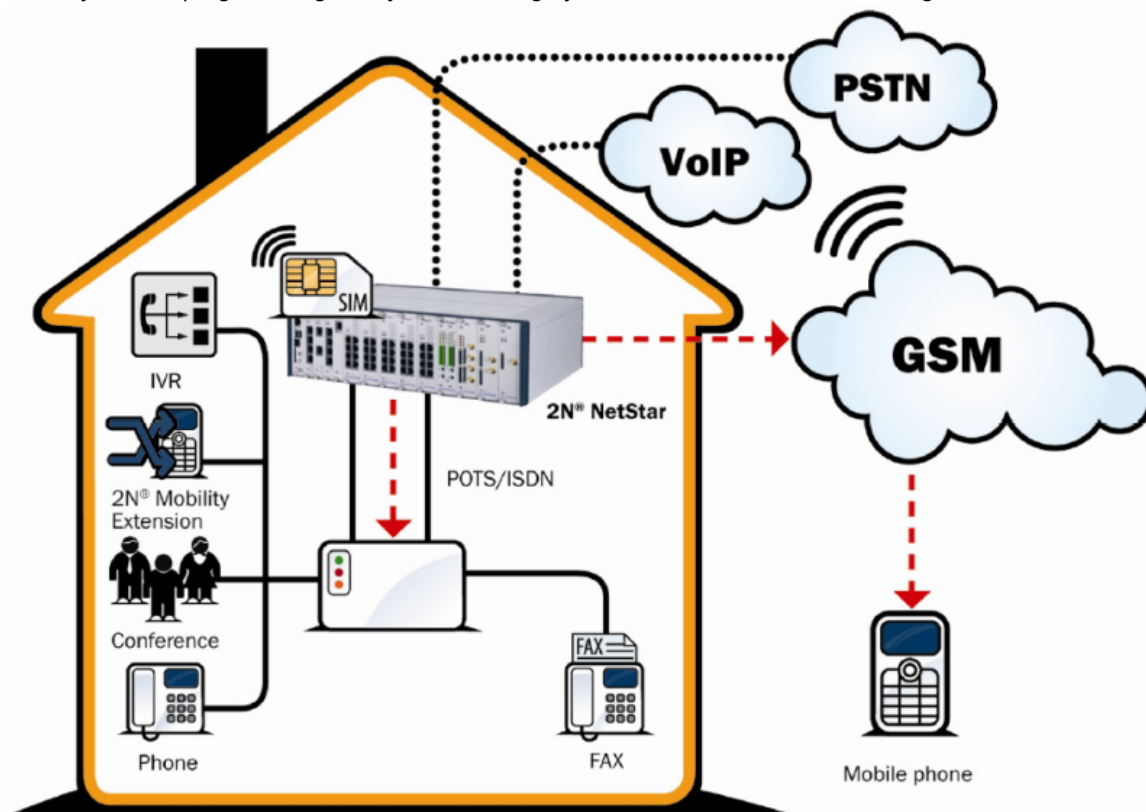 PSTN
VoIP
SIM
GSM
IVR
2N® NetStar
POTS/ISDN
2N® Mobility
Extension
Conference
FAX
Phone
FAX
Mobile phone